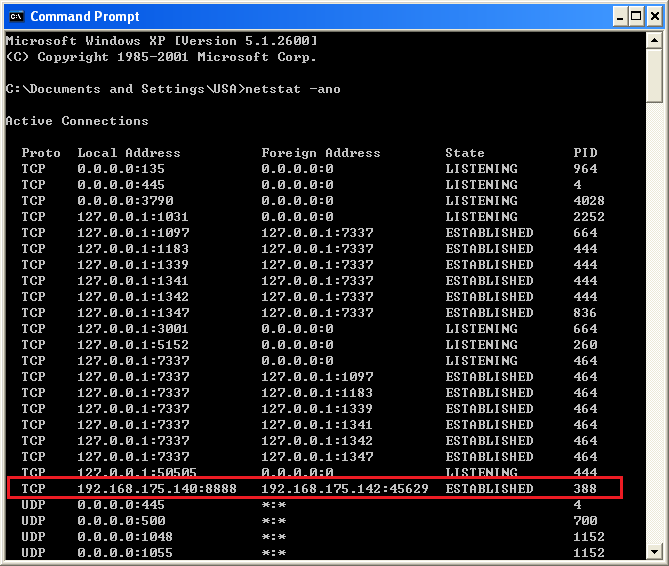 Command Prompt
Microsoft Windows XP [Version 5.1.2600]
(C) Copyright 1985-2001 Microsoft Corp.
C:\Documents and Settings\USA>netstat -ano
Active Connections
Proto  Local Address          Foreign Address        State           PID
TCP    0.0.0.0:135            0.0.0.0:0              LISTENING       964
TCP    0.0.0.0:445            0.0.0.0:0              LISTENING       4
TCP    0.0.0.0:3790           0.0.0.0:0              LISTENING       4028
TCP    127.0.0.1:1031         0.0.0.0:0              LISTENING       2252
TCP    127.0.0.1:1097         127.0.0.1:7337         ESTABLISHED     664
TCP    127.0.0.1:1183         127.0.0.1:7337         ESTABLISHED     444
TCP    127.0.0.1:1339         127.0.0.1:7337         ESTABLISHED     444
TCP    127.0.0.1:1341         127.0.0.1:7337         ESTABLISHED     444
TCP    127.0.0.1:1342         127.0.0.1:7337         ESTABLISHED     444
TCP    127.0.0.1:1347         127.0.0.1:7337         ESTABLISHED     836
TCP    127.0.0.1:3001         0.0.0.0:0              LISTENING       664
TCP    127.0.0.1:5152         0.0.0.0:0              LISTENING       260
TCP    127.0.0.1:7337         0.0.0.0:0              LISTENING       464
TCP    127.0.0.1:7337         127.0.0.1:1097         ESTABLISHED     464
TCP    127.0.0.1:7337         127.0.0.1:1183         ESTABLISHED     464
TCP    127.0.0.1:7337         127.0.0.1:1339         ESTABLISHED     464
TCP    127.0.0.1:7337         127.0.0.1:1341         ESTABLISHED     464
TCP    127.0.0.1:7337         127.0.0.1:1342         ESTABLISHED     464
TCP    127.0.0.1:7337         127.0.0.1:1347         ESTABLISHED     464
TCP    127.0.0.1:50505        0.0.0.0:0              LISTENING       444
TCP    192.168.175.140:8888   192.168.175.142:45629  ESTABLISHED     388
UDP    0.0.0.0:445            *:*                                    4
UDP    0.0.0.0:500            *:*                                    700
UDP    0.0.0.0:1048           *:*                                    1152
UDP    0.0.0.0:1055           *:*                                    1152